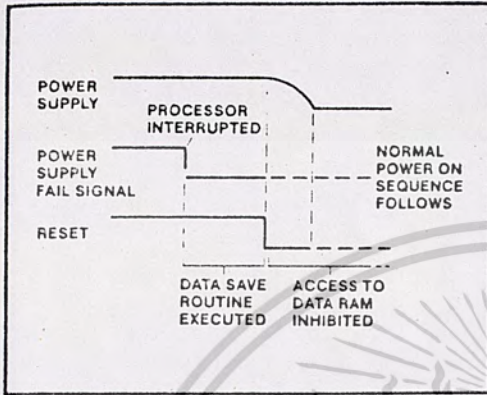 POWER
SUPPLY
PROCESSOR
INTERRUPTED
POWER
SUPPLY
FAIL SIGNAL
NORMAL
POWER ON
SEQUENCE
FOLLOWS
RESET
DATA SAVE
ROUTINE
EXECUTED
ACCESS TO
DATA RAM
INHIBITED